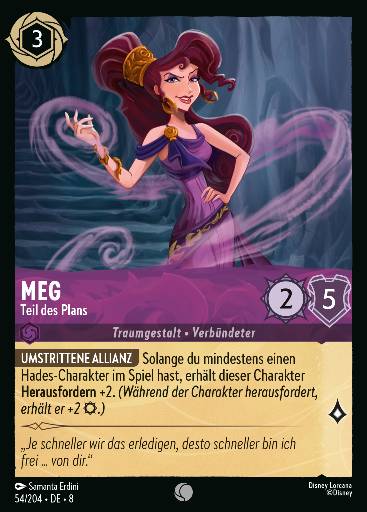 3
MEG
Teil des Plans
2
5
Traumgestalt • Verbündeter
UMSTRITTENE ALLIANZ Solange du mindestens einen
Hades-Charakter im Spiel hast, erhält dieser Charakter
Herausfordern +2. (Während der Charakter herausfordert,
erhält er +2 .)
„Je schneller wir das erledigen, desto schneller bin ich
frei ... von dir.“
Samanta Erdini
54/204 • DE • 8
Disney Lorcana
©Disney